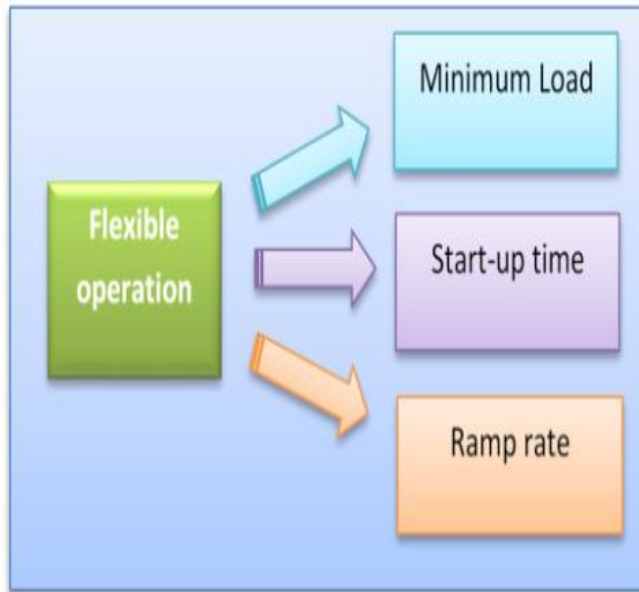 Flexible
operation
Minimum Load
Start-up time
Ramp rate